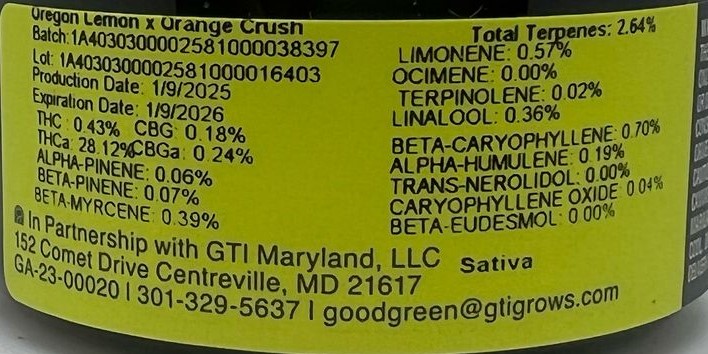 Oregon Lemon x Orange Crush
Batch: 1A4030300002581000038397
Lot: 1A4030300002581000016403
Production Date: 1/9/2025
Expiration Date: 1/9/2026
THC: 0.43% CBG: 0.18%
THCa: 28.12% CBGa: 0.24%
ALPHA-PINENE: 0.06%
BETA-PINENE: 0.07%
BETA-MYRCENE: 0.39%
Total Terpenes: 2.64%
LIMONENE: 0.57%
OCIMENE: 0.00%
TERPINOLENE: 0.02%
LINALOOL: 0.36%
BETA-CARYOPHYLLENE: 0.70%
ALPHA-HUMULENE: 0.19%
TRANS-NEROLIDOL: 0.00%
CARYOPHYLLENE OXIDE: 0.04%
BETA-EUDESMOL: 0.00%
In Partnership with GTI Maryland, LLC
Sativa
152 Comet Drive Centreville, MD 21617
GA-23-00020 | 301-329-5637 | goodgreen@gtigrows.com